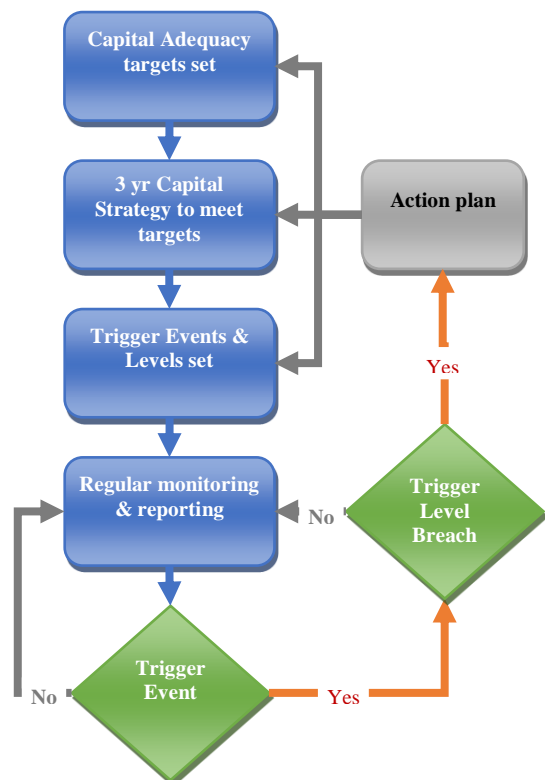 Capital Adequacy
targets set
3 yr Capital
Strategy to meet
targets
Action plan
Trigger Events &
Levels set
Yes
Regular monitoring
& reporting
No
Trigger
Level
Breach
Trigger
Event
No
Yes